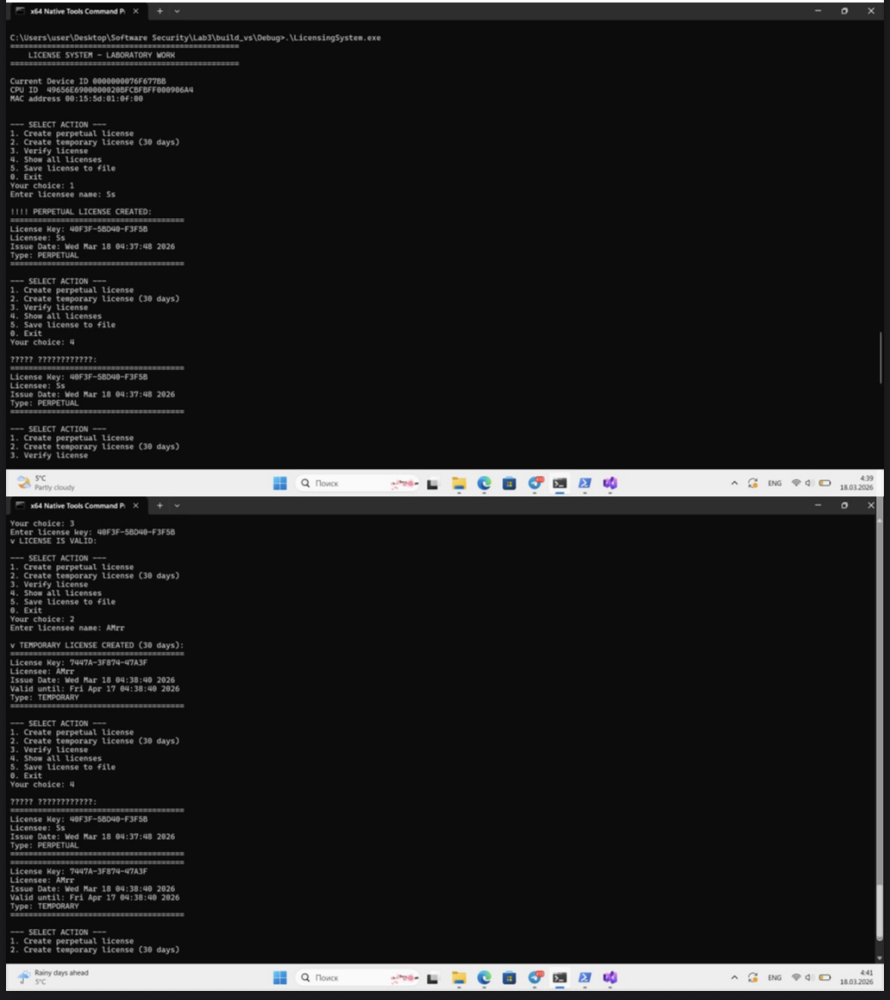 x64 Native Tools Command P
C:\Users\user\Desktop\Software Security\Lab3\build_vs\Debug>.\LicensingSystem.exe
==================================================
LICENSE SYSTEM - LABORATORY WORK
==================================================
Current Device ID 0000000076F677BB
CPU ID 49656E6900000020BFCBFBFF000906A4
MAC address 00:15:5d:01:0f:00
--- SELECT ACTION ---
1. Create perpetual license
2. Create temporary license (30 days)
3. Verify license
4. Show all licenses
5. Save license to file
0. Exit
Your choice: 1
Enter licensee name: Ss
!!!! PERPETUAL LICENSE CREATED:
======================================
License Key: 40F3F-5BD40-F3F5B
Licensee: Ss
Issue Date: Wed Mar 18 04:37:48 2026
Type: PERPETUAL
======================================
--- SELECT ACTION ---
1. Create perpetual license
2. Create temporary license (30 days)
3. Verify license
4. Show all licenses
5. Save license to file
0. Exit
Your choice: 4
????? ????????????:
======================================
License Key: 40F3F-5BD40-F3F5B
Licensee: Ss
Issue Date: Wed Mar 18 04:37:48 2026
Type: PERPETUAL
======================================
--- SELECT ACTION ---
1. Create perpetual license
2. Create temporary license (30 days)
3. Verify license
5°C
Partly cloudy
Поиск
ENG
4:39
18.03.2026
x64 Native Tools Command P
Your choice: 3
Enter license key: 40F3F-5BD40-F3F5B
v LICENSE IS VALID:
--- SELECT ACTION ---
1. Create perpetual license
2. Create temporary license (30 days)
3. Verify license
4. Show all licenses
5. Save license to file
0. Exit
Your choice: 2
Enter licensee name: AMrr
v TEMPORARY LICENSE CREATED (30 days):
======================================
License Key: 7447A-3F874-47A3F
Licensee: AMrr
Issue Date: Wed Mar 18 04:38:40 2026
Valid until: Fri Apr 17 04:38:40 2026
Type: TEMPORARY
======================================
--- SELECT ACTION ---
1. Create perpetual license
2. Create temporary license (30 days)
3. Verify license
4. Show all licenses
5. Save license to file
0. Exit
Your choice: 4
????? ????????????:
======================================
License Key: 40F3F-5BD40-F3F5B
Licensee: Ss
Issue Date: Wed Mar 18 04:37:48 2026
Type: PERPETUAL
======================================
======================================
License Key: 7447A-3F874-47A3F
Licensee: AMrr
Issue Date: Wed Mar 18 04:38:40 2026
Valid until: Fri Apr 17 04:38:40 2026
Type: TEMPORARY
======================================
--- SELECT ACTION ---
1. Create perpetual license
2. Create temporary license (30 days)
Rainy days ahead
5°C
Поиск
ENG
4:41
18.03.2026